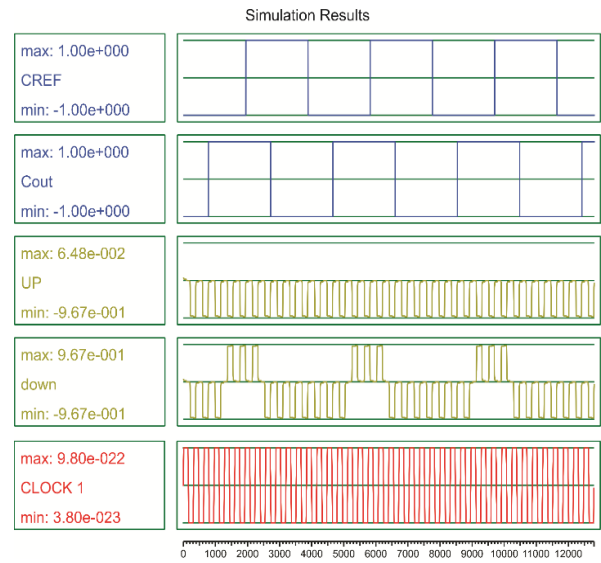 Simulation Results
max: 1.00e+000
CREF
min: -1.00e+000
max: 1.00e+000
Cout
min: -1.00e+000
max: 6.48e-002
UP
min: -9.67e-001
max: 9.67e-001
down
min: -9.67e-001
max: 9.80e-022
CLOCK 1
min: 3.80e-023
0 1000 2000 3000 4000 5000 6000 7000 8000 9000 10000 11000 12000